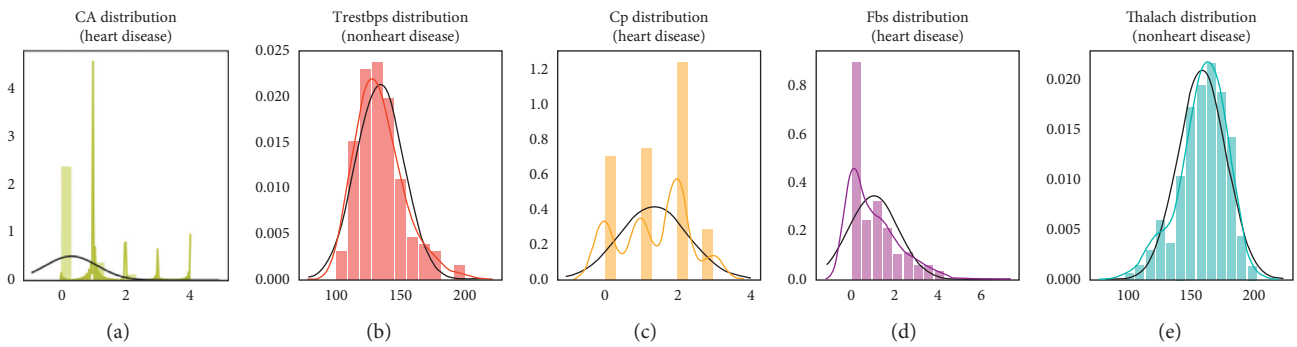 CA distribution
(heart disease)
4
3
2
1
0
0 2 4
(a)
Trestbps distribution
(nonheart disease)
0.025
0.020
0.015
0.010
0.005
0.000
100 150 200
(b)
Cp distribution
(heart disease)
1.2
1.0
0.8
0.6
0.4
0.2
0.0
0 2 4
(c)
Fbs distribution
(heart disease)
0.8
0.6
0.4
0.2
0.0
0 2 4 6
(d)
Thalach distribution
(nonheart disease)
0.020
0.015
0.010
0.005
0.000
100 150 200
(e)